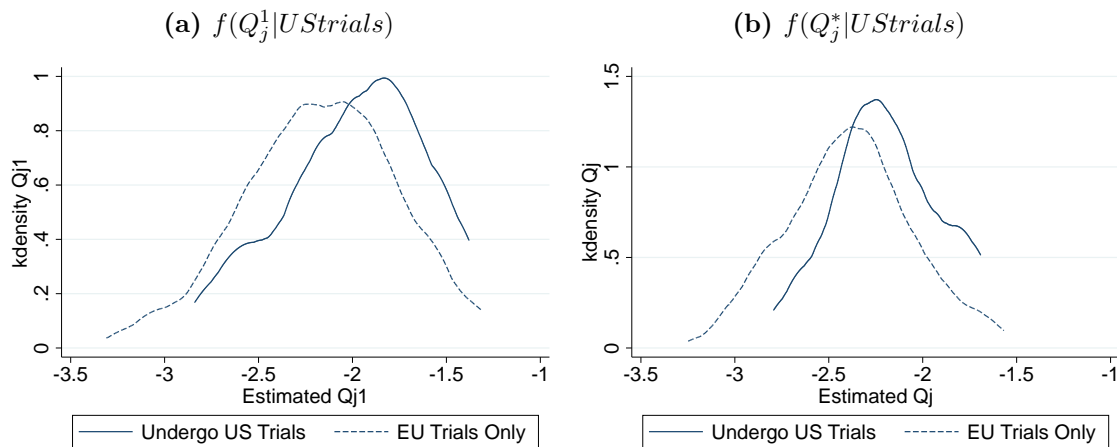 (a) f(Q_j^1|UStrials)
kdensity Qj1
1
.8
.6
.4
.2
0
-3.5 -3 -2.5 -2 -1.5 -1
Estimated Qj1
Undergo US Trials EU Trials Only
(b) f(Q_j^*|UStrials)
kdensity Qj
1.5
1
.5
0
-3.5 -3 -2.5 -2 -1.5 -1
Estimated Qj
Undergo US Trials EU Trials Only